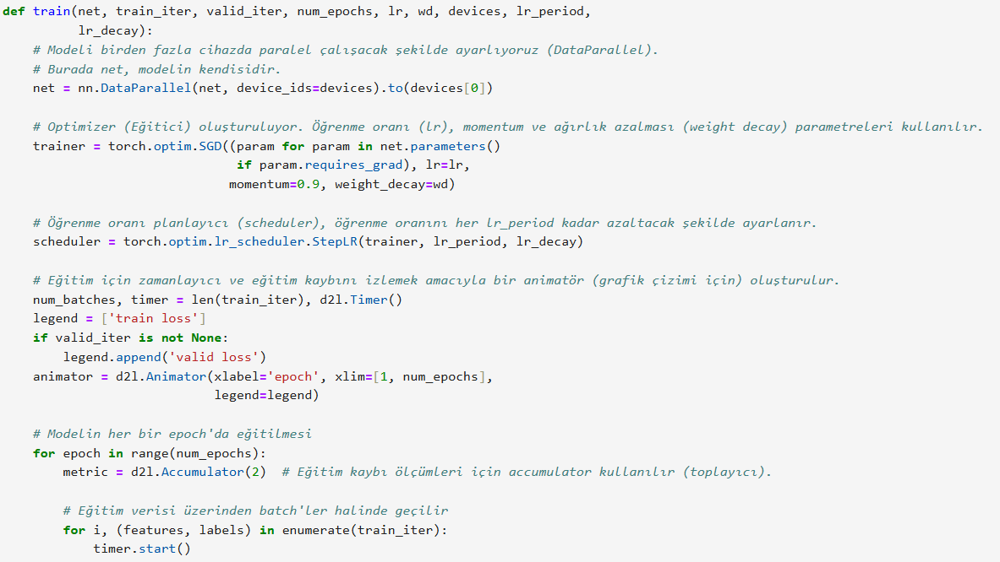 def train(net, train_iter, valid_iter, num_epochs, lr, wd, devices, lr_period,
          lr_decay):
    # Modeli birden fazla cihazda paralel çalışacak şekilde ayarlıyoruz (DataParallel).
    # Burada net, modelin kendisidir.
    net = nn.DataParallel(net, device_ids=devices).to(devices[0])

    # Optimizer (Eğitici) oluşturuluyor. Öğrenme oranı (lr), momentum ve ağırlık azalması (weight decay) parametreleri kullanılır.
    trainer = torch.optim.SGD((param for param in net.parameters()
                               if param.requires_grad), lr=lr,
                              momentum=0.9, weight_decay=wd)

    # Öğrenme oranı planlayıcı (scheduler), öğrenme oranını her lr_period kadar azaltacak şekilde ayarlanır.
    scheduler = torch.optim.lr_scheduler.StepLR(trainer, lr_period, lr_decay)

    # Eğitim için zamanlayıcı ve eğitim kaybını izlemek amacıyla bir animatör (grafik çizimi için) oluşturulur.
    num_batches, timer = len(train_iter), d2l.Timer()
    legend = ['train loss']
    if valid_iter is not None:
        legend.append('valid loss')
    animator = d2l.Animator(xlabel='epoch', xlim=[1, num_epochs],
                            legend=legend)

    # Modelin her bir epoch'da eğitilmesi
    for epoch in range(num_epochs):
        metric = d2l.Accumulator(2)  # Eğitim kaybı ölçümleri için accumulator kullanılır (toplayıcı).

        # Eğitim verisi üzerinden batch'ler halinde geçilir
        for i, (features, labels) in enumerate(train_iter):
            timer.start()